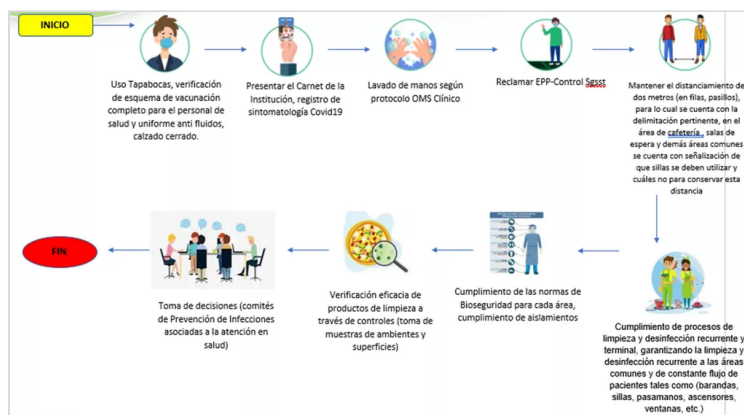 INICIO
Uso Tapabocas, verificación
de esquema de vacunación
completo para el personal de
salud y uniforme anti fluidos,
calzado cerrado.
Presentar el Carnet de la
Institución, registro de
sintomatología Covid19
Lavado de manos según
protocolo OMS Clínico
Reclamar EPP-Control Sgsst
Mantener el distanciamiento de
dos metros (en filas, pasillos),
para lo cual se cuenta con la
delimitación pertinente, en el
área de cafetería , salas de
espera y demás áreas comunes
se cuenta con señalización de
que sillas se deben utilizar y
cuáles no para conservar esta
distancia
Cumplimiento de procesos de
limpieza y desinfección recurrente y
terminal, garantizando la limpieza y
desinfección recurrente a las áreas
comunes y de constante flujo de
pacientes tales como (barandas,
sillas, pasamanos, ascensores,
ventanas, etc.)
Cumplimiento de las normas de
Bioseguridad para cada área,
cumplimiento de aislamientos
Verificación eficacia de
productos de limpieza a
través de controles (toma de
muestras de ambientes y
superficies)
Toma de decisiones (comités
de Prevención de Infecciones
asociadas a la atención en
salud)
FIN